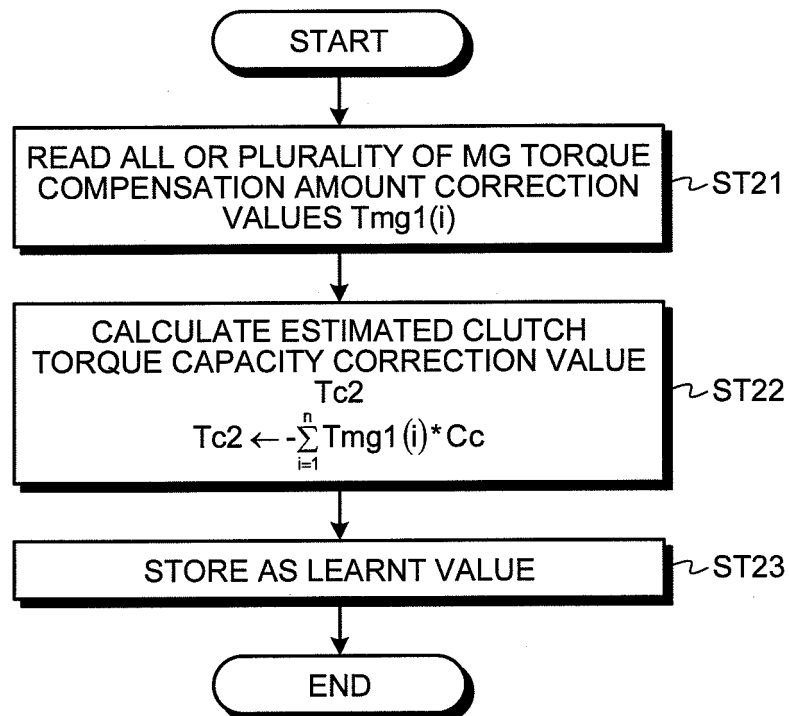 START
READ ALL OR PLURALITY OF MG TORQUE
COMPENSATION AMOUNT CORRECTION
VALUES Tmg1(i)
ST21
CALCULATE ESTIMATED CLUTCH
TORQUE CAPACITY CORRECTION VALUE
Tc2
Tc2 ← -∑ⁿᵢ₌₁ Tmg1(i)* Cc
ST22
STORE AS LEARNT VALUE
ST23
END